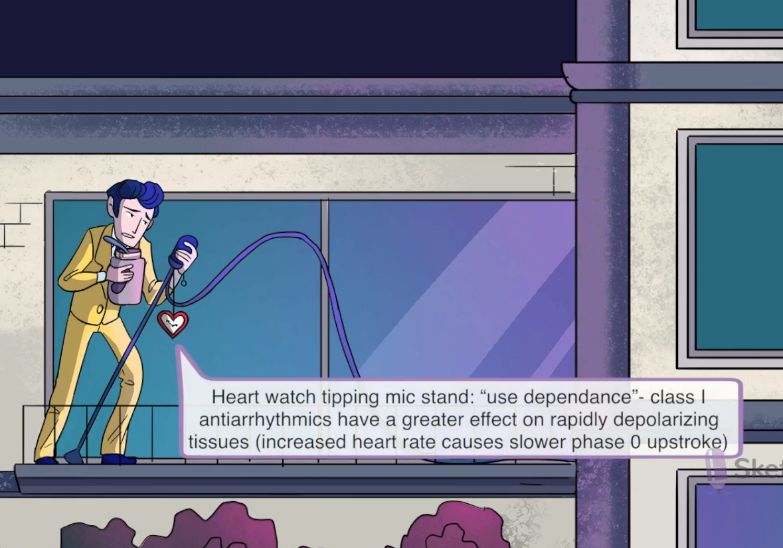 Heart watch tipping mic stand: “use dependance”- class I
antiarrhythmics have a greater effect on rapidly depolarizing
tissues (increased heart rate causes slower phase 0 upstroke)
Sket